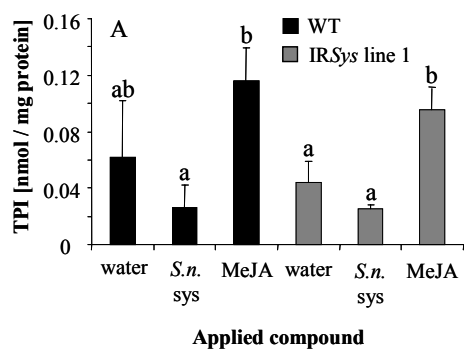 A
WT
IRSys line 1
TPI [nmol / mg protein]
0.16
0.12
0.08
0.04
0
ab
a
b
a
a
b
water
S.n.
sys
MeJA
water
S.n.
sys
MeJA
Applied compound